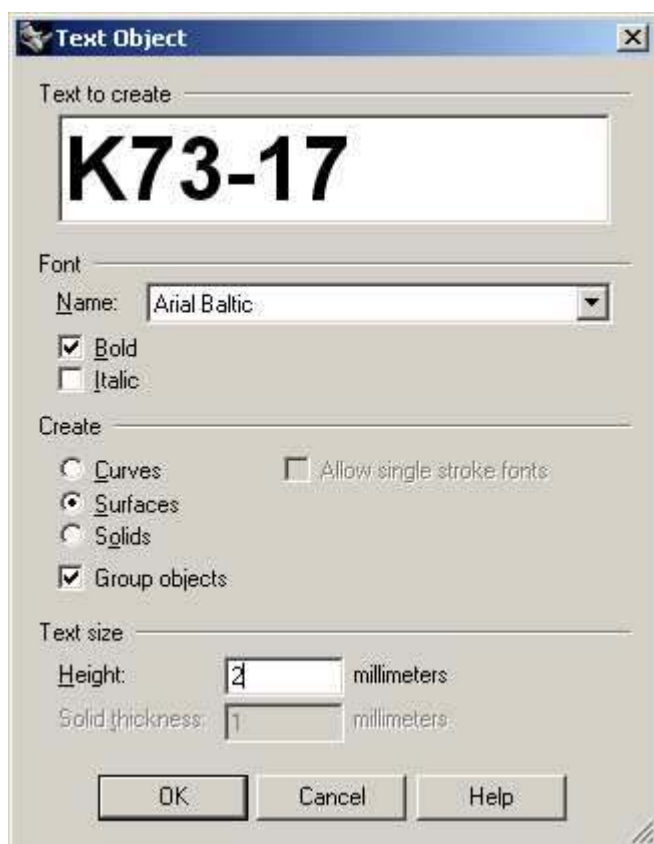 Text Object
Text to create
K73-17
Font
Name: Arial Baltic
Bold
Italic
Create
Curves Allow single stroke fonts
Surfaces
Solids
Group objects
Text size
Height: 2 millimeters
Solid thickness: 1 millimeters
OK Cancel Help